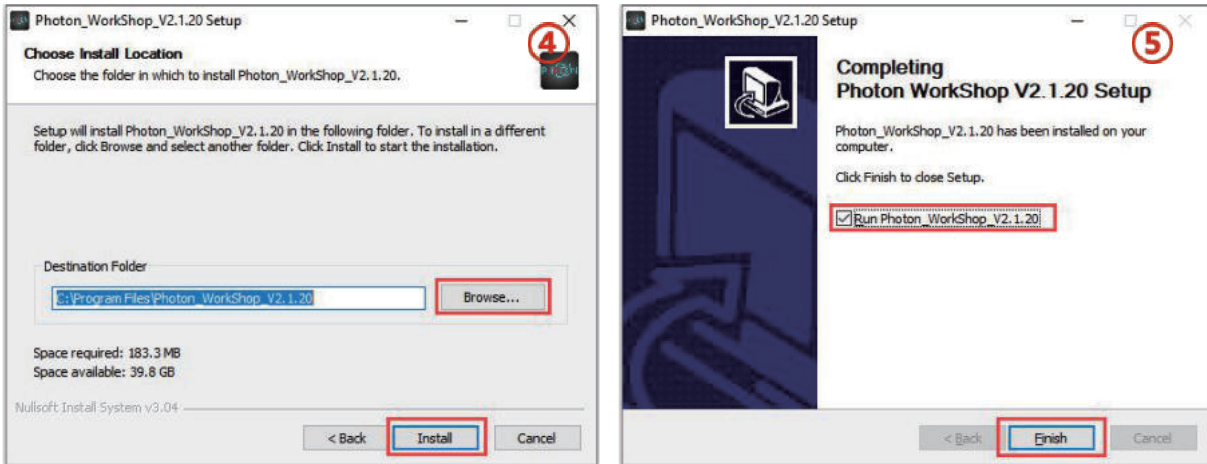 Photon_WorkShop_V2.1.20 Setup
④
Choose Install Location
Choose the folder in which to install Photon_WorkShop_V2.1.20.
Setup will install Photon_WorkShop_V2.1.20 in the following folder. To install in a different
folder, click Browse and select another folder. Click Install to start the installation.
Destination Folder
C:\Program Files\Photon_WorkShop_V2.1.20
Browse...
Space required: 183.3 MB
Space available: 39.8 GB
Nullsoft Install System v3.04
< Back
Install
Cancel
Photon_WorkShop_V2.1.20 Setup
⑤
Completing
Photon WorkShop V2.1.20 Setup
Photon_WorkShop_V2.1.20 has been installed on your
computer.
Click Finish to close Setup.
Run Photon_WorkShop_V2.1.20
< Back
Finish
Cancel